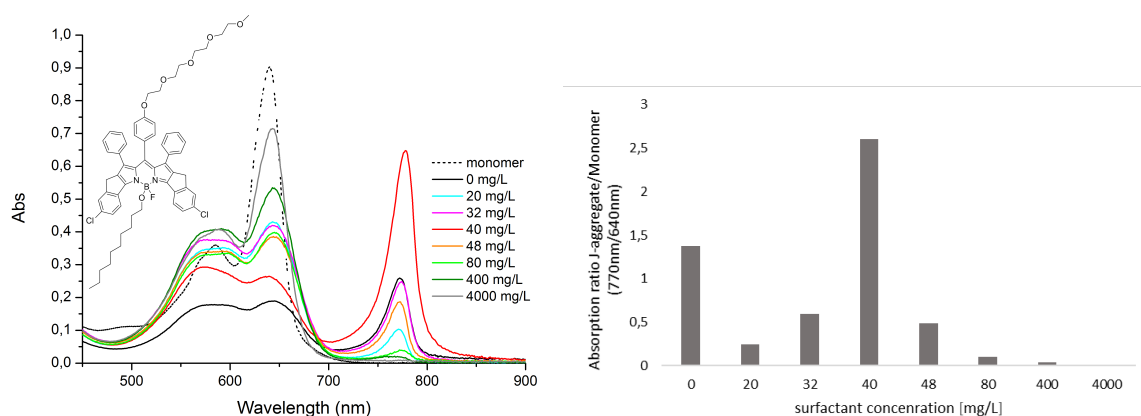 1,0
0,9
0,8
0,7
0,6
0,5
0,4
0,3
0,2
0,1
0,0
Abs
500
600
700
800
900
Wavelength (nm)
O
O
O
O
O
N
N
B
F
O
Cl
Cl
monomer
0 mg/L
20 mg/L
32 mg/L
40 mg/L
48 mg/L
80 mg/L
400 mg/L
4000 mg/L
Absorption ratio J-aggregate/Monomer
(770nm/640nm)
3
2,5
2
1,5
1
0,5
0
0
20
32
40
48
80
400
4000
surfactant concenration [mg/L]